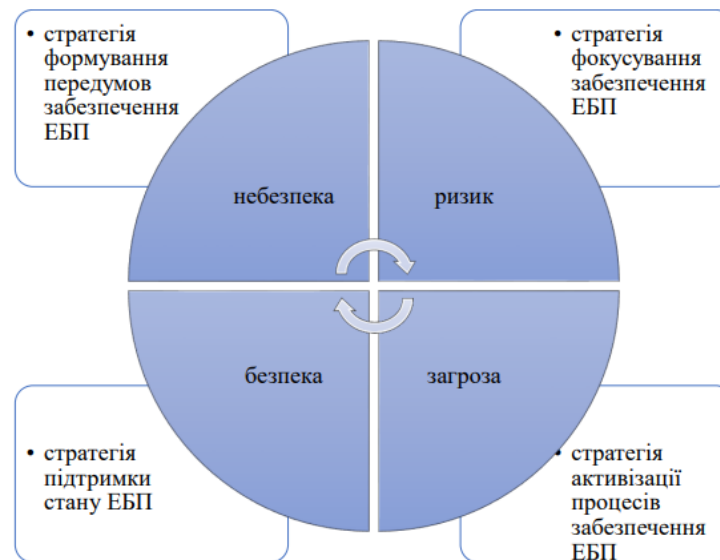 • стратегія
формування
передумов
забезпечення
ЕБП
• стратегія
фокусування
забезпечення
ЕБП
небезпека
ризик
безпека
загроза
• стратегія
підтримки
стану ЕБП
• стратегія
активізації
процесів
забезпечення
ЕБП